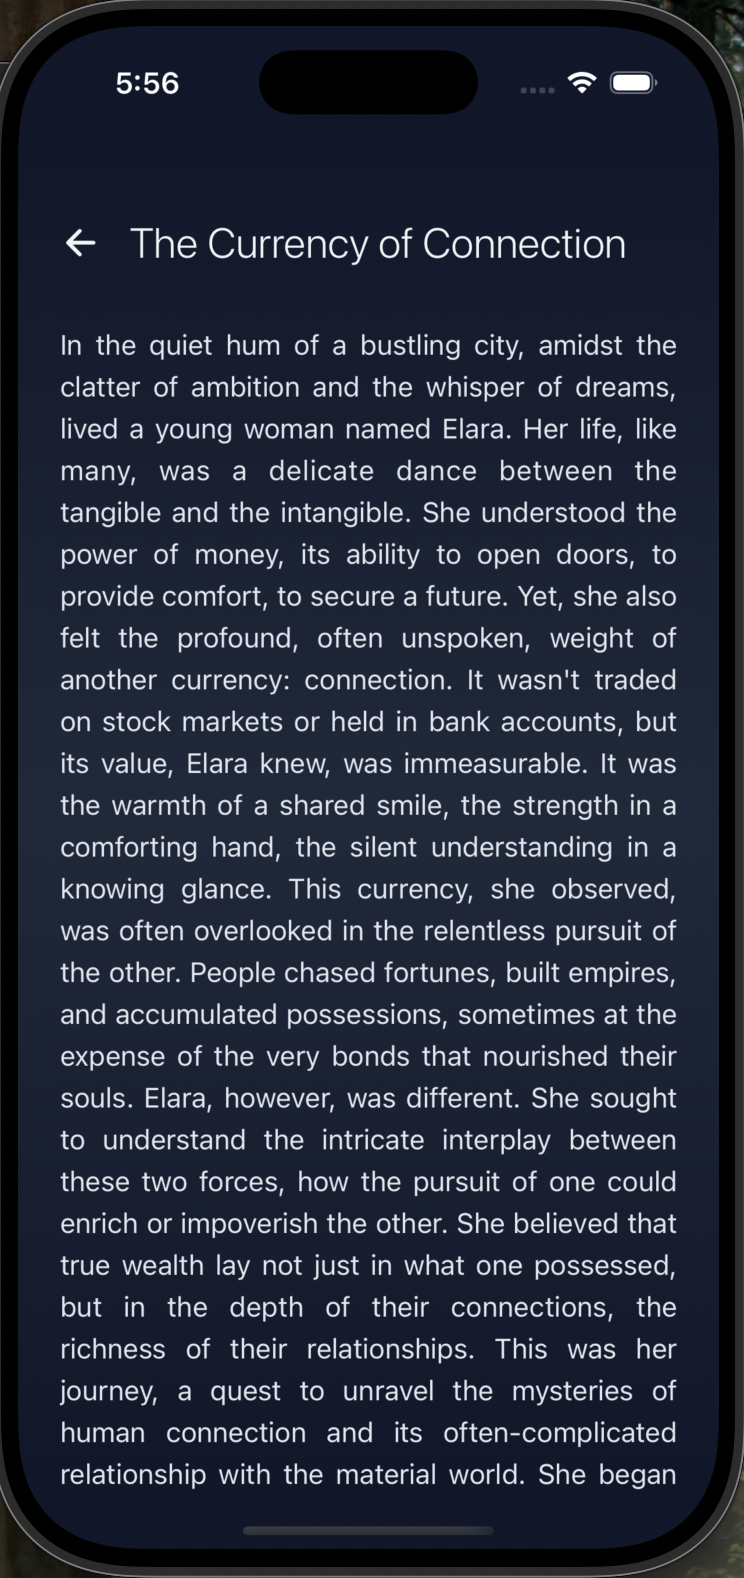 5:56
The Currency of Connection
In the quiet hum of a bustling city, amidst the
clatter of ambition and the whisper of dreams,
lived a young woman named Elara. Her life, like
many, was a delicate dance between the
tangible and the intangible. She understood the
power of money, its ability to open doors, to
provide comfort, to secure a future. Yet, she also
felt the profound, often unspoken, weight of
another currency: connection. It wasn't traded
on stock markets or held in bank accounts, but
its value, Elara knew, was immeasurable. It was
the warmth of a shared smile, the strength in a
comforting hand, the silent understanding in a
knowing glance. This currency, she observed,
was often overlooked in the relentless pursuit of
the other. People chased fortunes, built empires,
and accumulated possessions, sometimes at the
expense of the very bonds that nourished their
souls. Elara, however, was different. She sought
to understand the intricate interplay between
these two forces, how the pursuit of one could
enrich or impoverish the other. She believed that
true wealth lay not just in what one possessed,
but in the depth of their connections, the
richness of their relationships. This was her
journey, a quest to unravel the mysteries of
human connection and its often-complicated
relationship with the material world. She began